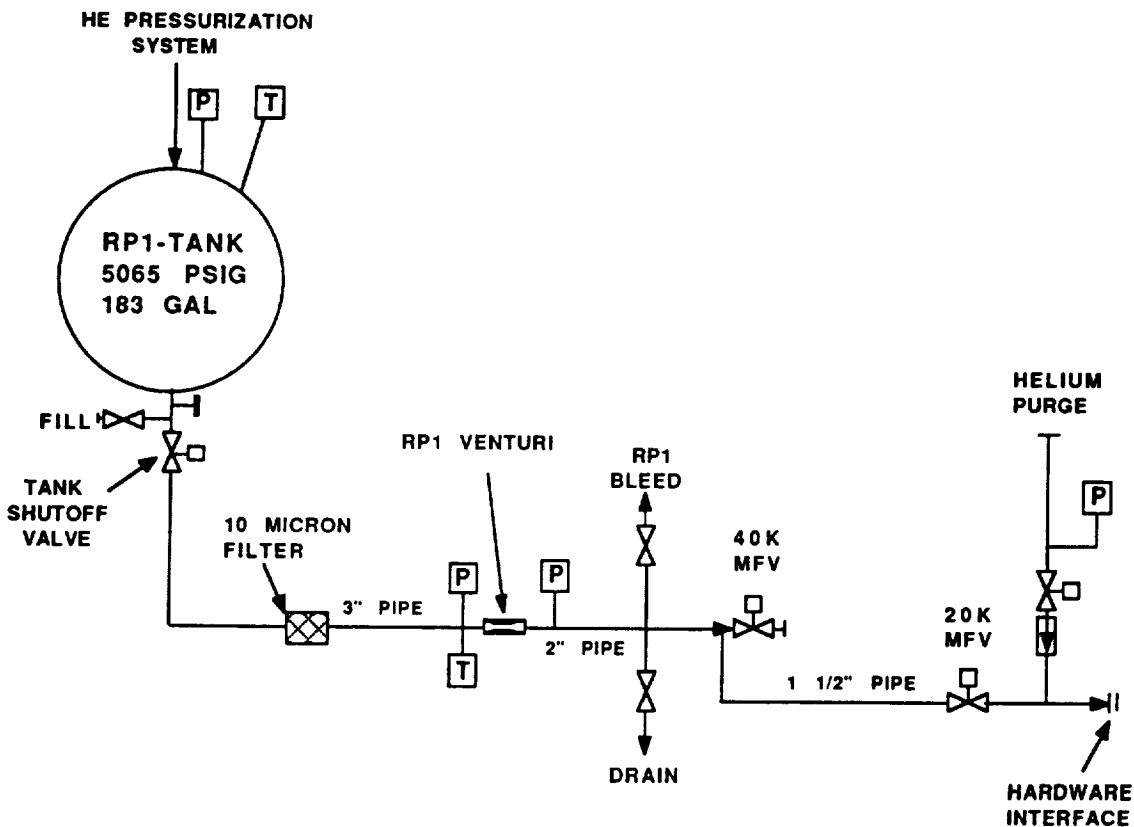 HE PRESSURIZATION
SYSTEM
P
T
RP1-TANK
5065 PSIG
183 GAL
FILL
TANK
SHUTOFF
VALVE
10 MICRON
FILTER
3" PIPE
P
T
RP1 VENTURI
P
2" PIPE
RP1
BLEED
DRAIN
40K
MFV
1 1/2" PIPE
20K
MFV
HELIUM
PURGE
P
HARDWARE
INTERFACE